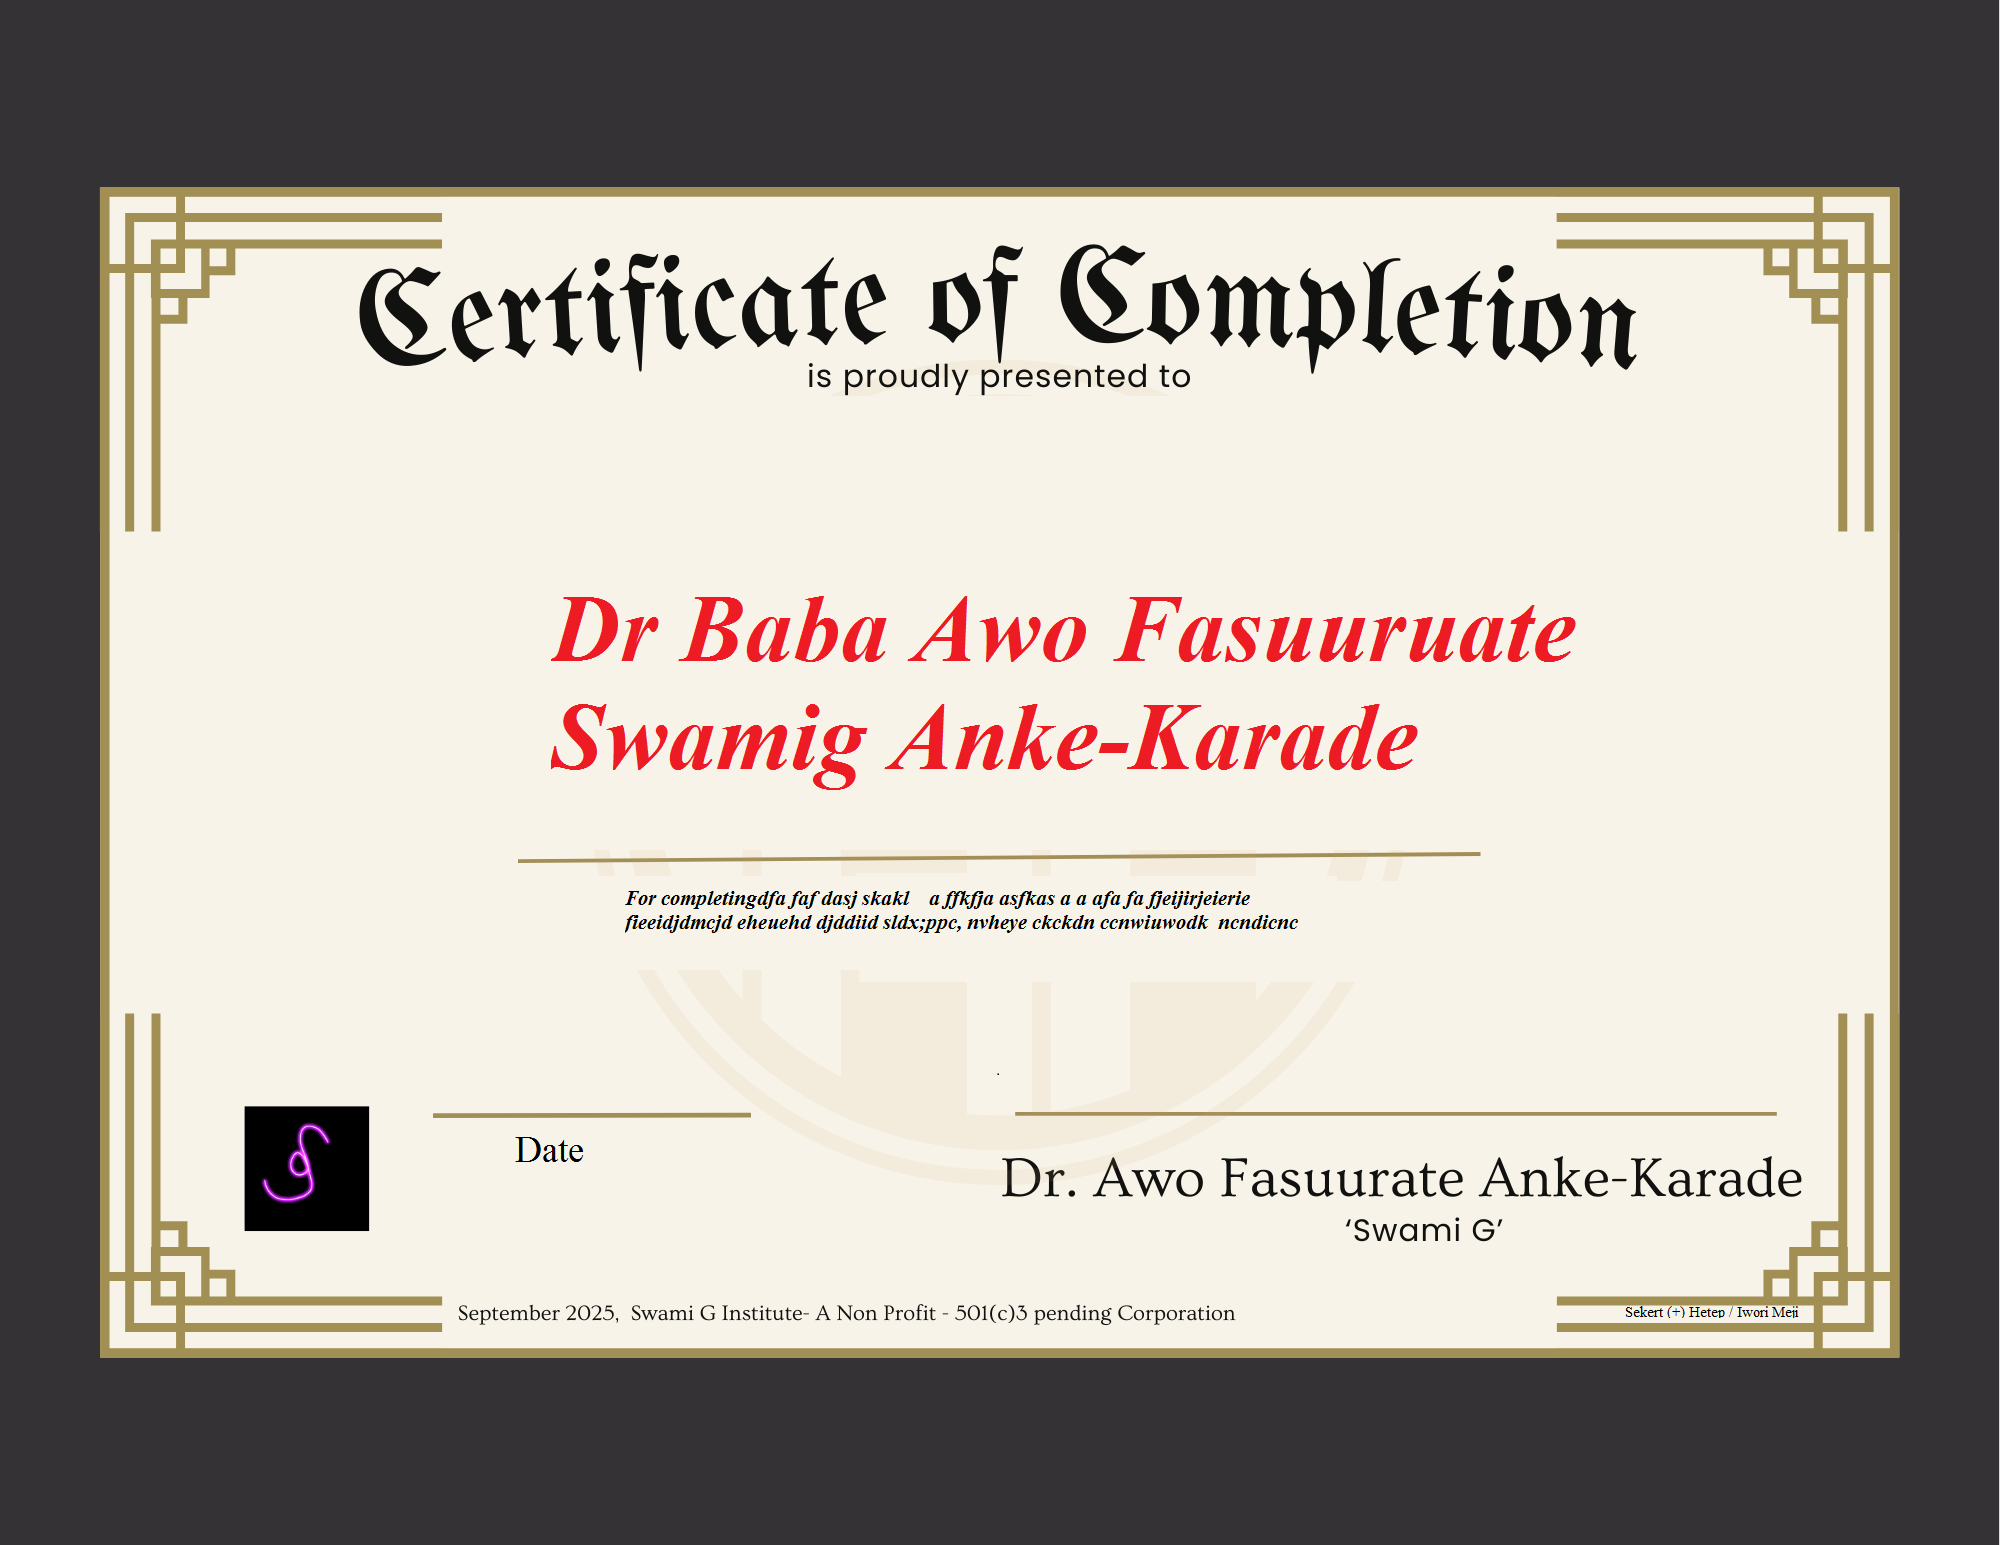 Certificate of Completion
is proudly presented to
Dr Baba Awo Fasuuruate
Swamig Anke-Karade
For completingdfa faf dasj skakl a ffkfja asfkas a a afa fa fjeijirjeierie
fieeidjdmcjd eheuehd djddiid sldx;ppc, nvheye ckckdn ccnwiuwodk ncndicnc
Date
Dr. Awo Fasuurate Anke-Karade
‘Swami G’
September 2025, Swami G Institute- A Non Profit - 501(c)3 pending Corporation
Sekert (+) Hetep / Iwori Meji